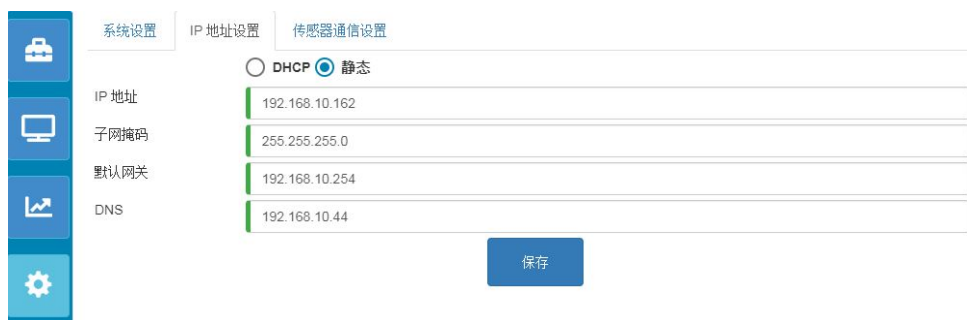 系统设置 IP 地址设置 传感器通信设置
DHCP 静态
IP 地址 192.168.10.162
子网掩码 255.255.255.0
默认网关 192.168.10.254
DNS 192.168.10.44
保存